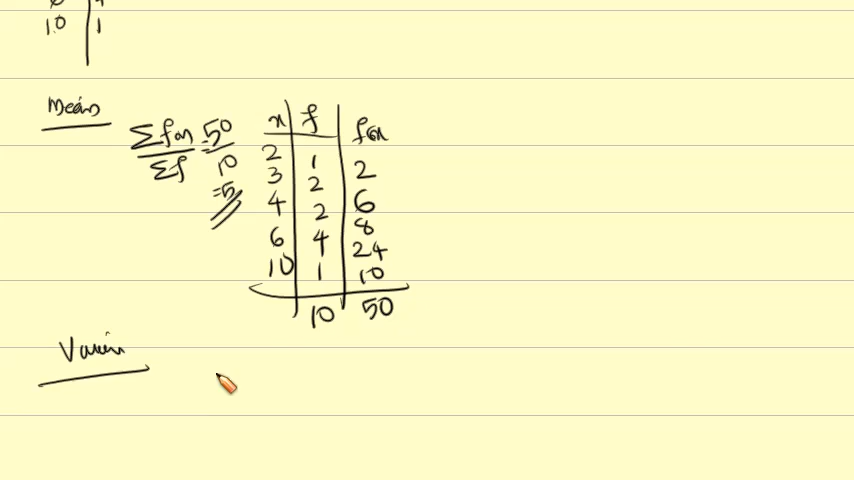 10 | 1
Mean
Σfx / Σf = 50 / 10 = 5
x | f | fx
2 | 1 | 2
3 | 2 | 6
4 | 2 | 8
6 | 4 | 24
10 | 1 | 10
10 | 50